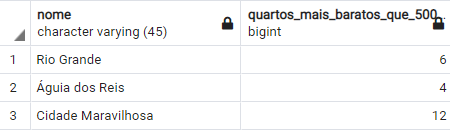 nome
character varying (45)
quartos_mais_baratos_que_500...
bigint
1 Rio Grande 6
2 Águia dos Reis 4
3 Cidade Maravilhosa 12